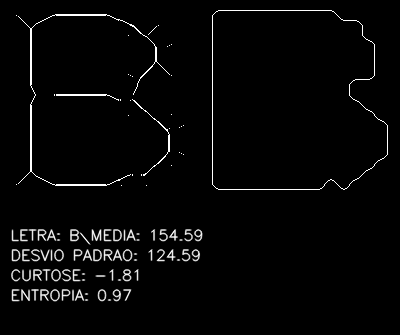 B
LETRA: B\MEDIA: 154.59
DESVIO PADRAO: 124.59
CURTOSE: -1.81
ENTROPIA: 0.97